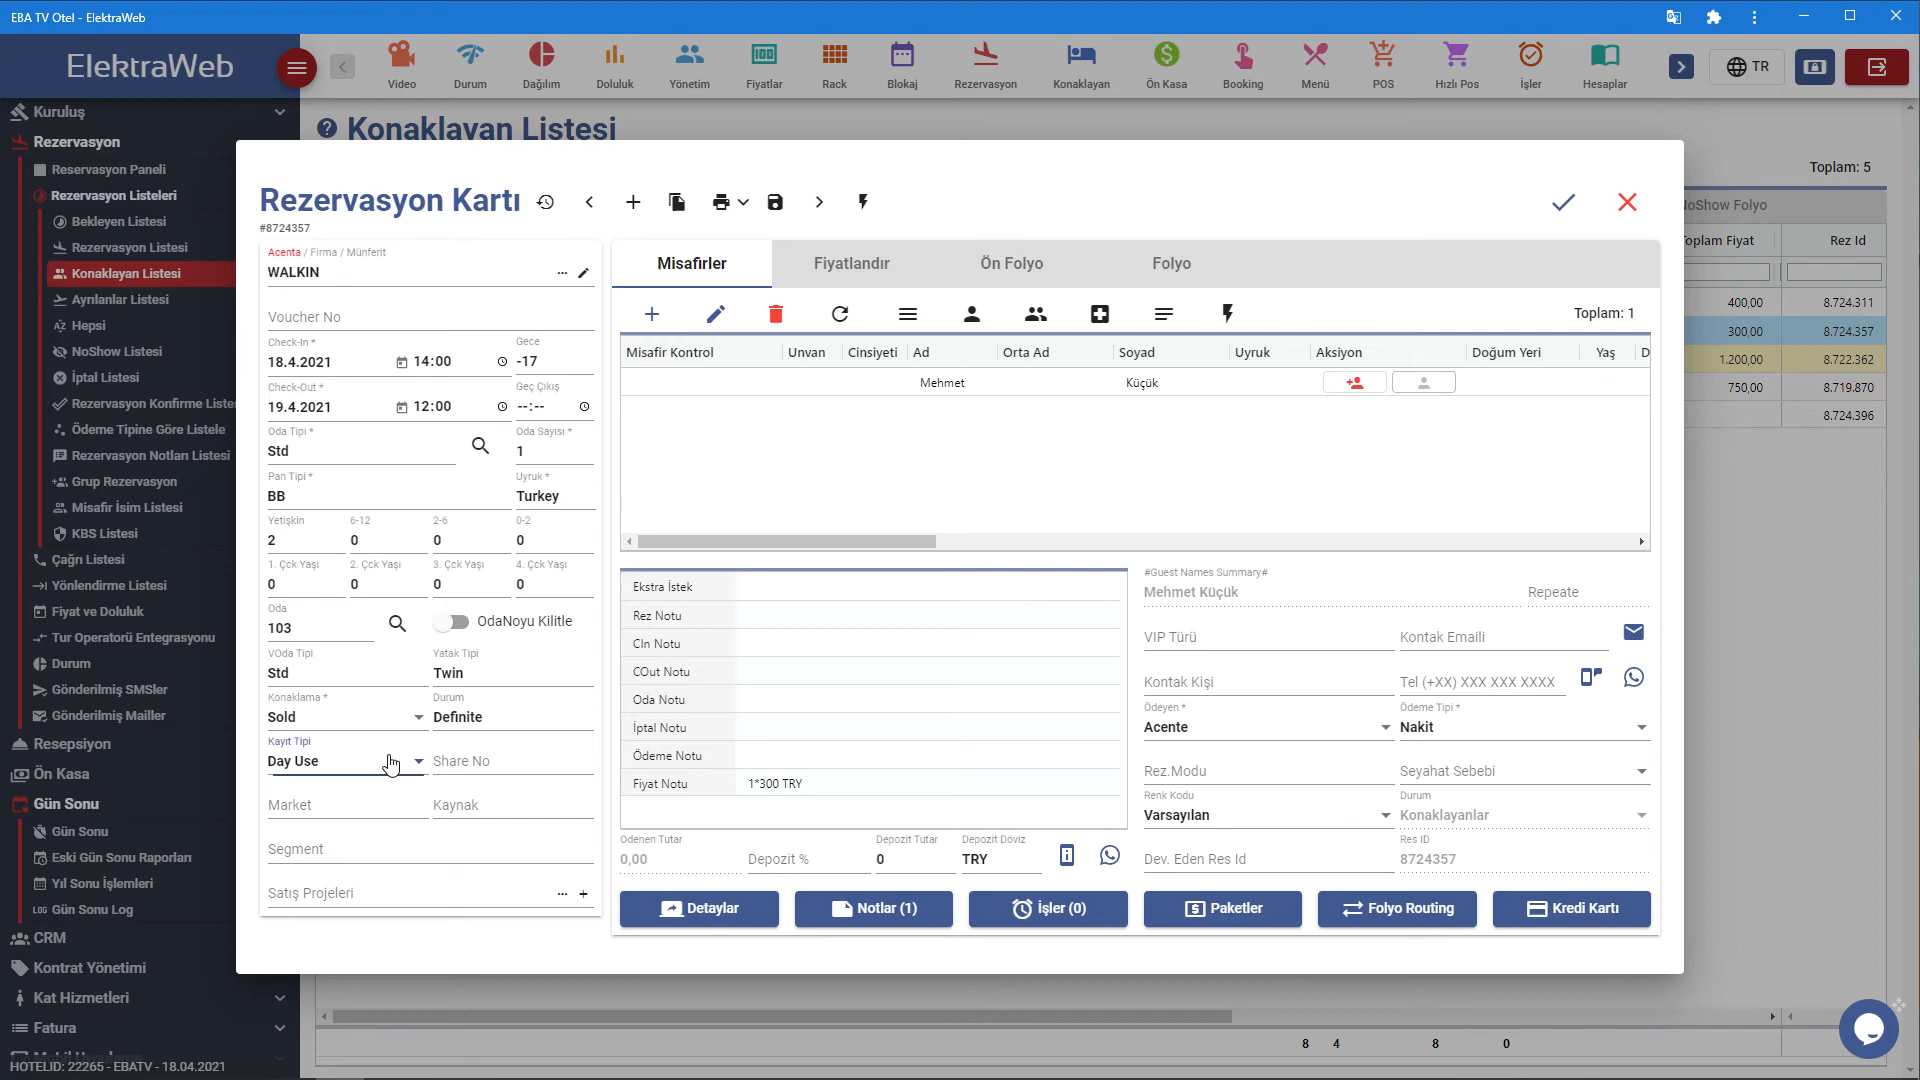 EBA TV Otel - ElektraWeb
ElektraWeb
Video
Durum
Dağılım
Doluluk
Yönetim
Fiyatlar
Rack
Blokaj
Rezervasyon
Konaklayan
Ön Kasa
Booking
Menü
POS
Hızlı Pos
İşler
Hesaplar
TR
Kuruluş
Rezervasyon
Reservasyon Paneli
Rezervasyon Listeleri
Bekleyen Listesi
Rezervasyon Listesi
Konaklayan Listesi
Ayrılanlar Listesi
Hepsi
NoShow Listesi
İptal Listesi
Rezervasyon Konfirme Liste
Ödeme Tipine Göre Listele
Rezervasyon Notları Listesi
Grup Rezervasyon
Misafir İsim Listesi
KBS Listesi
Çağrı Listesi
Yönlendirme Listesi
Fiyat ve Doluluk
Tur Operatorü Entegrasyonu
Durum
Gönderilmiş SMSler
Gönderilmiş Mailler
Resepsiyon
Ön Kasa
Gün Sonu
Gün Sonu
Eski Gün Sonu Raporları
Yıl Sonu İşlemleri
LOG Gün Sonu Log
CRM
Kontrat Yönetimi
Kat Hizmetleri
Fatura
HOTELID: 22265 - EBATV - 18.04.2021
Konaklayan Listesi
Toplam: 5
NoShow Folyo
Toplam Fiyat Rez Id
400,00 8.724.311
300,00 8.724.357
1.200,00 8.722.362
750,00 8.719.870
8.724.396
8 4 8 0
Rezervasyon Kartı
#8724357
Acenta / Firma / Münferit
WALKIN
Voucher No
Check-In * Gece
18.4.2021 14:00 -17
Check-Out * Geç Çıkış
19.4.2021 12:00 --:--
Oda Tipi * Oda Sayısı *
Std 1
Pan Tipi * Uyruk *
BB Turkey
Yetişkin 6-12 2-6 0-2
2 0 0 0
1. Çck Yaşı 2. Çck Yaşı 3. Çck Yaşı 4. Çck Yaşı
0 0 0 0
Oda
103 OdaNoyu Kilitle
VOda Tipi Yatak Tipi
Std Twin
Konaklama * Durum
Sold Definite
Kayıt Tipi
Day Use Share No
Market Kaynak
Segment
Satış Projeleri
Misafirler Fiyatlandır Ön Folyo Folyo
Toplam: 1
Misafir Kontrol Unvan Cinsiyeti Ad Orta Ad Soyad Uyruk Aksiyon Doğum Yeri Yaş D
Mehmet Küçük
Ekstra İstek
Rez Notu
CIn Notu
COut Notu
Oda Notu
İptal Notu
Ödeme Notu
Fiyat Notu 1*300 TRY
Odenen Tutar Depozit Tutar Depozit Döviz
0,00 Depozit % 0 TRY
#Guest Names Summary#
Mehmet Küçük Repeate
VIP Türü Kontak Emaili
Kontak Kişi Tel (+XX) XXX XXX XXXX
Ödeyen * Ödeme Tipi *
Acente Nakit
Rez.Modu Seyahat Sebebi
Renk Kodu Durum
Varsayılan Konaklayanlar
Res ID
Dev. Eden Res Id 8724357
Detaylar Notlar (1) İşler (0) Paketler Folyo Routing Kredi Kartı